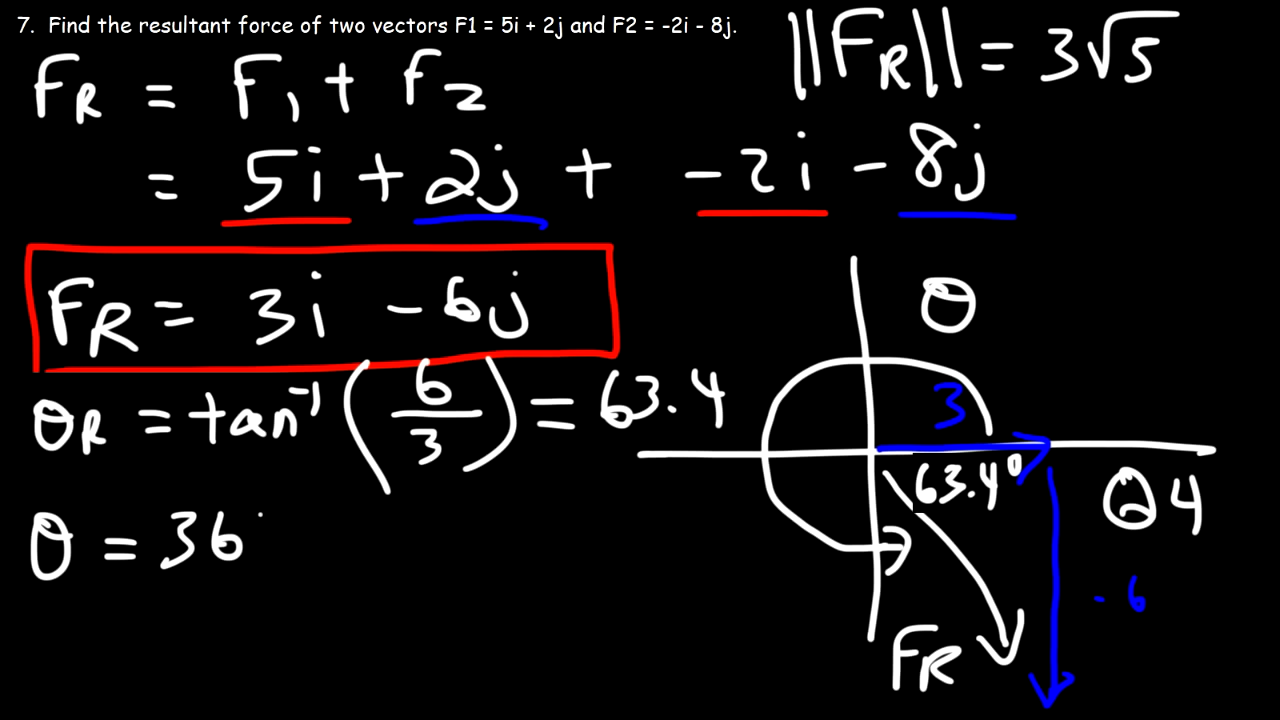 7. Find the resultant force of two vectors F1 = 5i + 2j and F2 = -2i - 8j.
||FR|| = 3√5
FR = F1 + F2
= 5i + 2j + -2i - 8j
FR = 3i - 6j
θ
θR = tan⁻¹(6/3) = 63.4
3
63.4°
Q4
θ = 36
- 6
FR